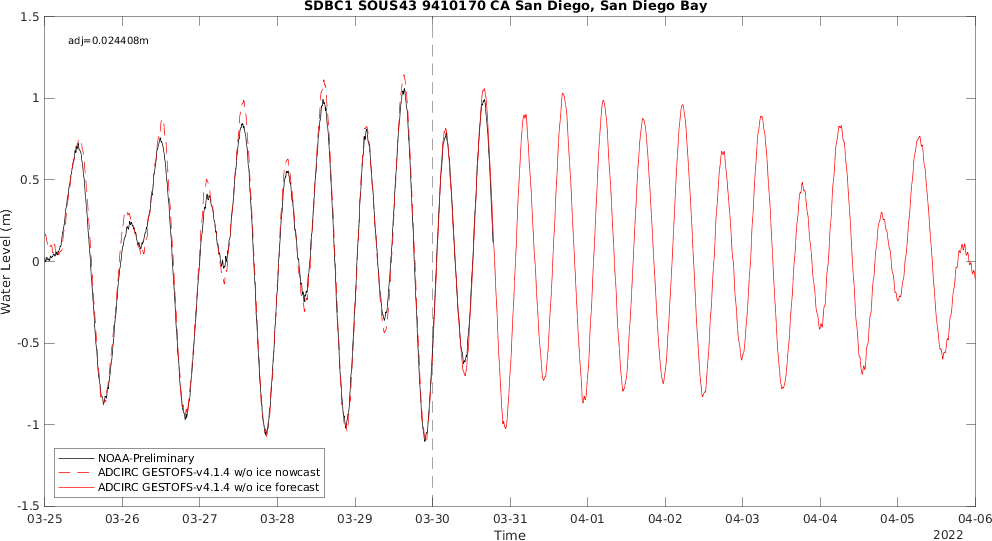 SDBC1 SOUS43 9410170 CA San Diego, San Diego Bay
adj=0.024408m
1.5
1
0.5
0
-0.5
-1
-1.5
Water Level (m)
NOAA-Preliminary
ADCIRC GESTOFS-v4.1.4 w/o ice nowcast
ADCIRC GESTOFS-v4.1.4 w/o ice forecast
03-25 03-26 03-27 03-28 03-29 03-30 03-31 04-01 04-02 04-03 04-04 04-05 04-06
Time
2022